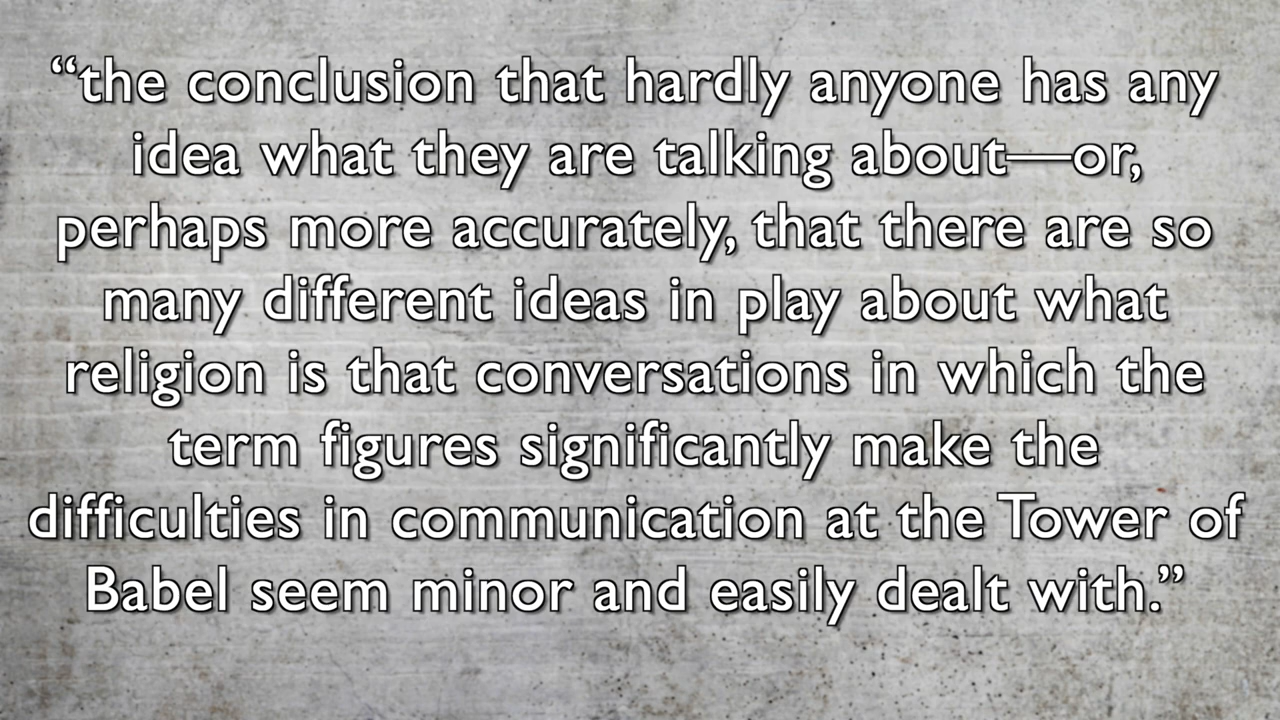 “the conclusion that hardly anyone has any
idea what they are talking about—or,
perhaps more accurately, that there are so
many different ideas in play about what
religion is that conversations in which the
term figures significantly make the
difficulties in communication at the Tower of
Babel seem minor and easily dealt with.”